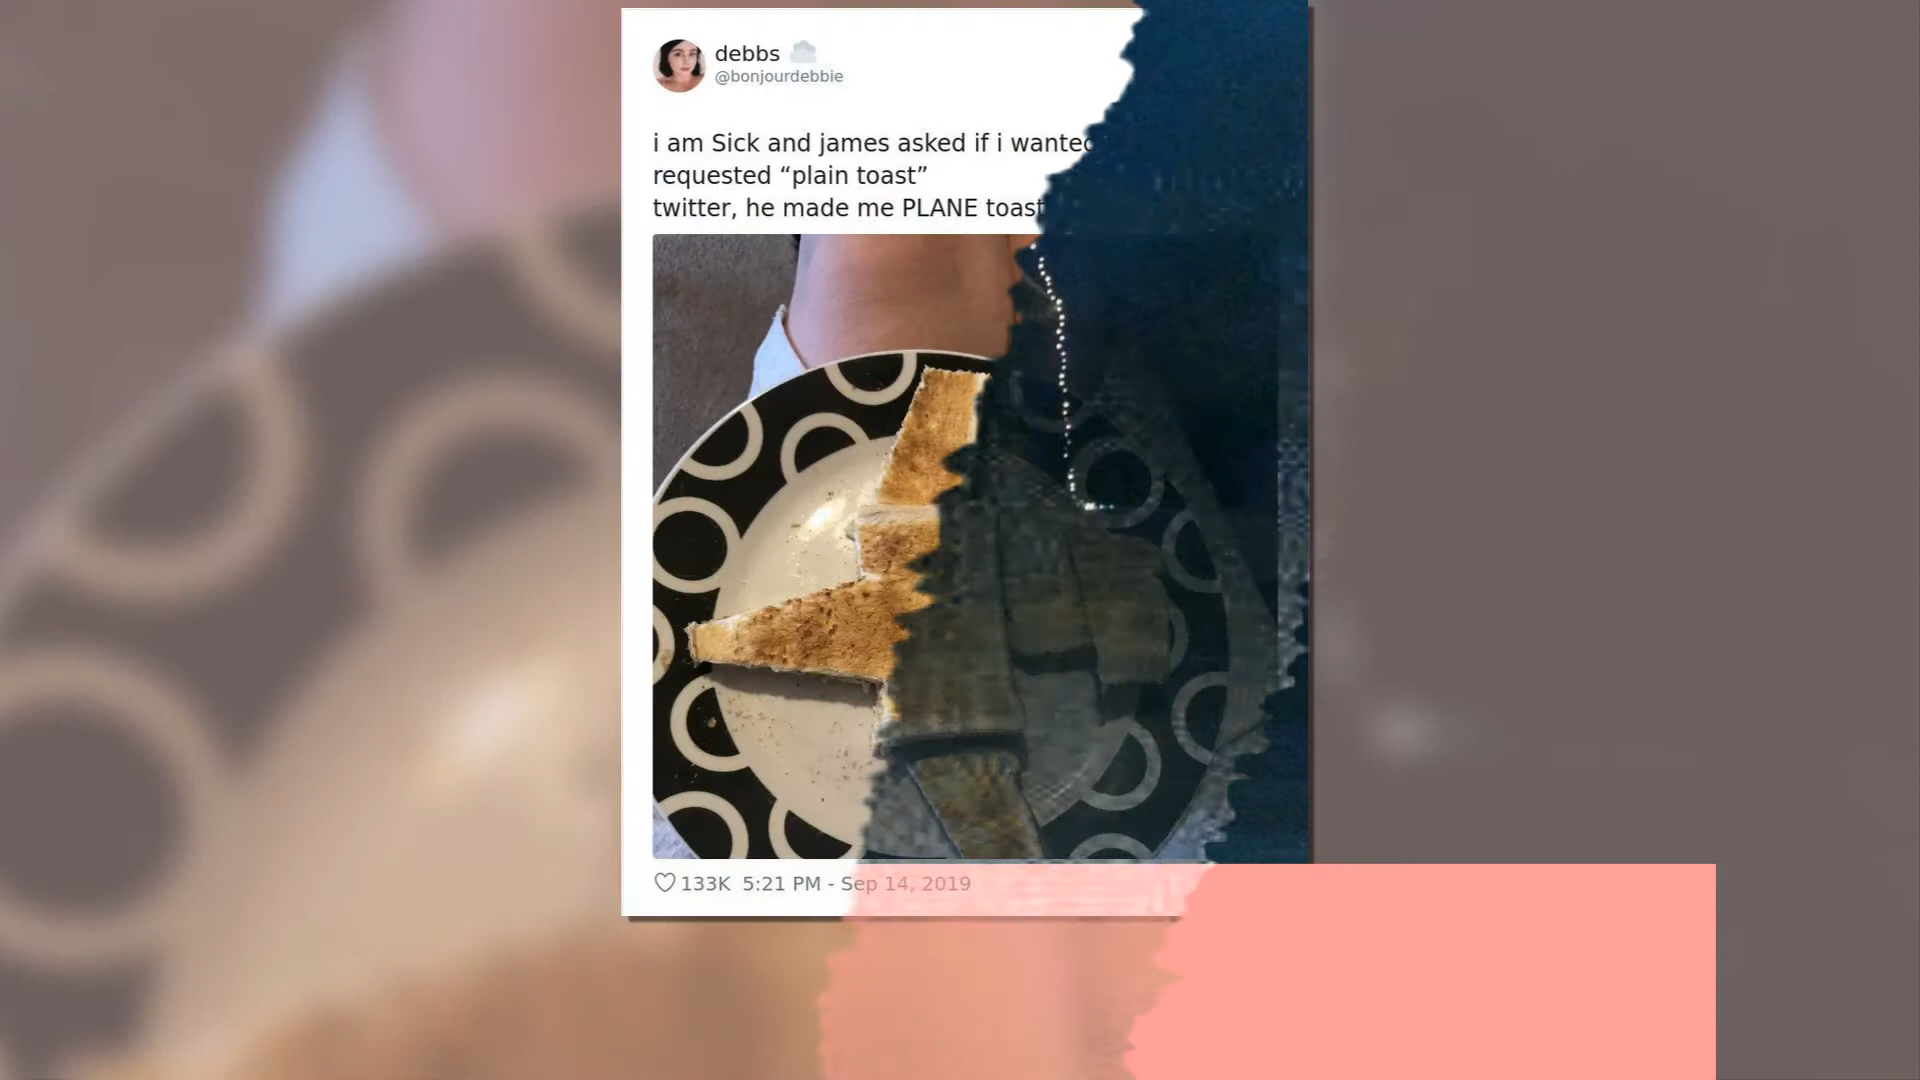 debbs
@bonjourdebbie
i am Sick and james asked if i wanted
requested “plain toast”
twitter, he made me PLANE toast
133K 5:21 PM - Sep 14, 2019